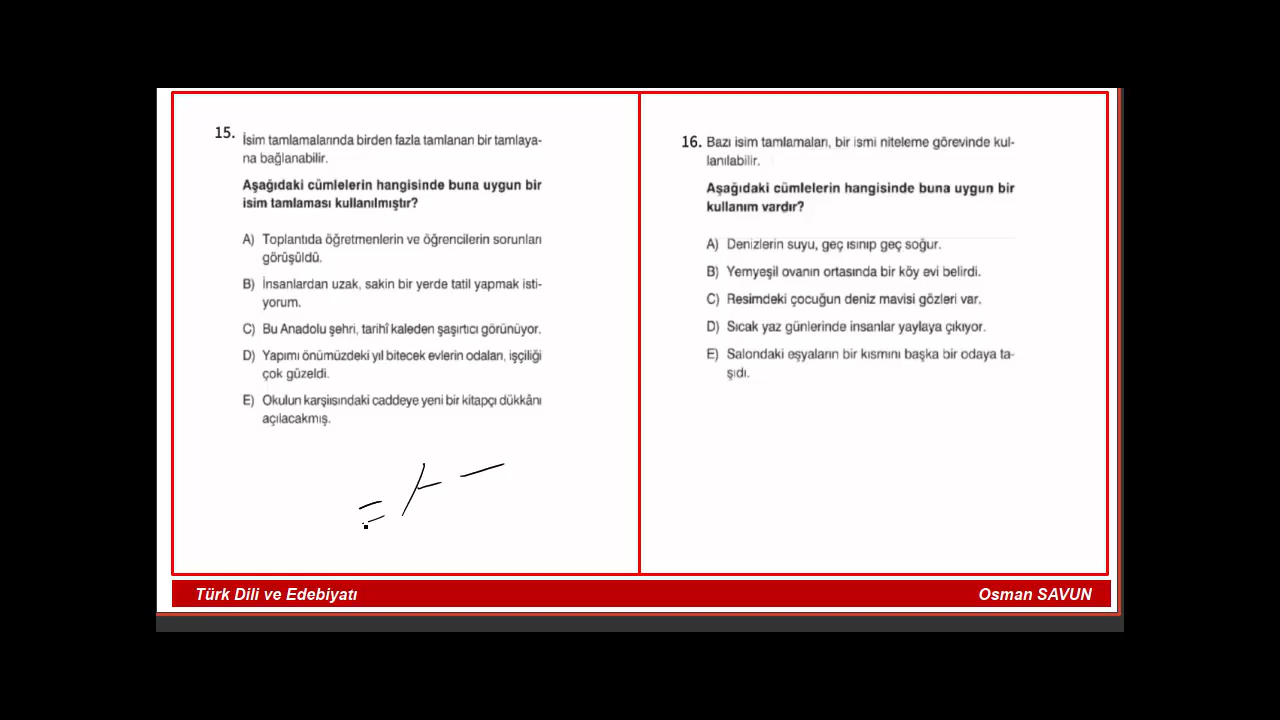 15. İsim tamlamalarında birden fazla tamlanan bir tamlaya-
na bağlanabilir.
Aşağıdaki cümlelerin hangisinde buna uygun bir
isim tamlaması kullanılmıştır?
A) Toplantıda öğretmenlerin ve öğrencilerin sorunları
görüşüldü.
B) İnsanlardan uzak, sakin bir yerde tatil yapmak isti-
yorum.
C) Bu Anadolu şehri, tarihî kaleden şaşırtıcı görünüyor.
D) Yapımı önümüzdeki yıl bitecek evlerin odaları, işçiliği
çok güzeldi.
E) Okulun karşıısındaki caddeye yeni bir kitapçı dükkânı
açılacakmış.
16. Bazı isim tamlamaları, bir ismi niteleme görevinde kul-
lanılabilir.
Aşağıdaki cümlelerin hangisinde buna uygun bir
kullanım vardır?
A) Denizlerin suyu, geç ısınıp geç soğur.
B) Yemyeşil ovanın ortasında bir köy evi belirdi.
C) Resimdeki çocuğun deniz mavisi gözleri var.
D) Sıcak yaz günlerinde insanlar yaylaya çıkıyor.
E) Salondaki eşyaların bir kısmını başka bir odaya ta-
şıdı.
Türk Dili ve Edebiyatı
Osman SAVUN